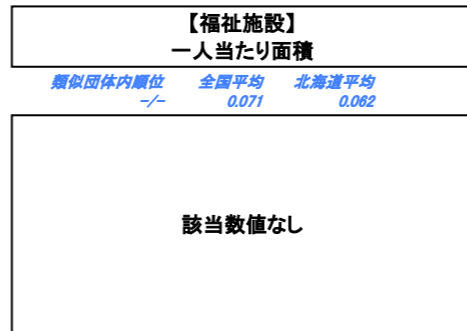 【福祉施設】
一人当たり面積
類似団体内順位 全国平均 北海道平均
-/- 0.071 0.062
該当数値なし